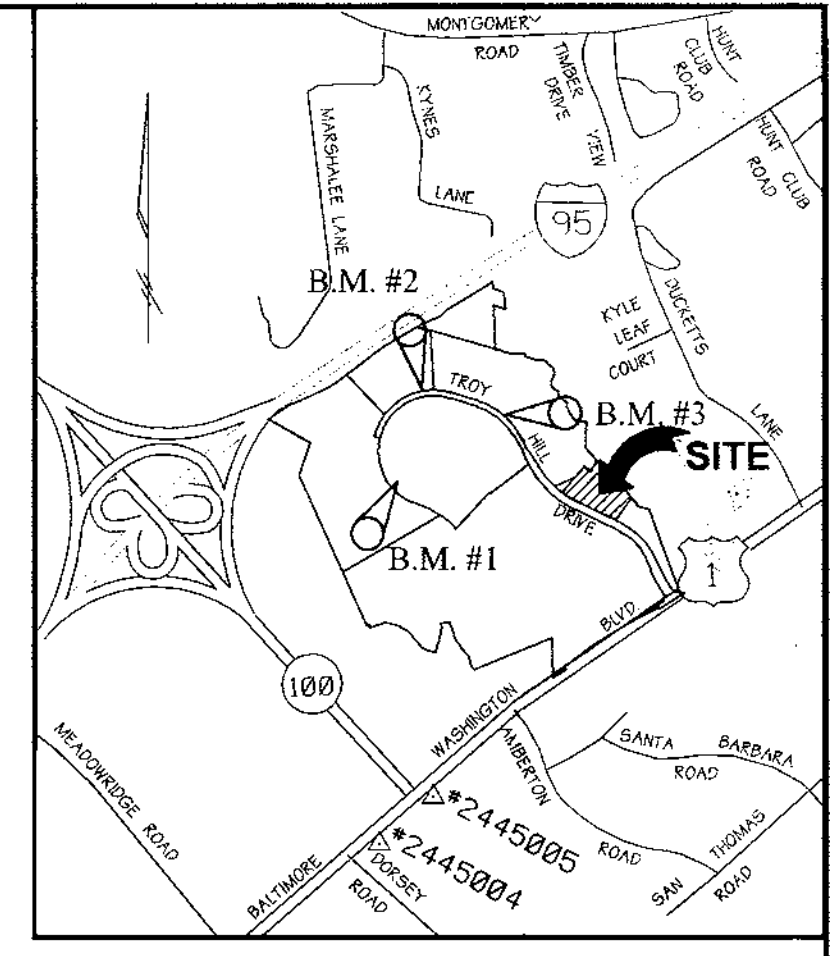 MONTGOMERY
ROAD
HUNT
CLUB
ROAD
TIMBER
VIEW
DRIVE
KYNES
LANE
MARSHALEE LANE
HUNT CLUB
ROAD
95
B.M. #2
DUCKETTS
LANE
KYLE
LEAF
COURT
TROY
HILL
DRIVE
B.M. #3
SITE
B.M. #1
1
100
BALTIMORE
WASHINGTON
BLVD.
MEADOWRIDGE ROAD
AMBERTON
ROAD
SANTA BARBARA
ROAD
#2445005
#2445004
DORSEY
ROAD
SAN THOMAS
ROAD